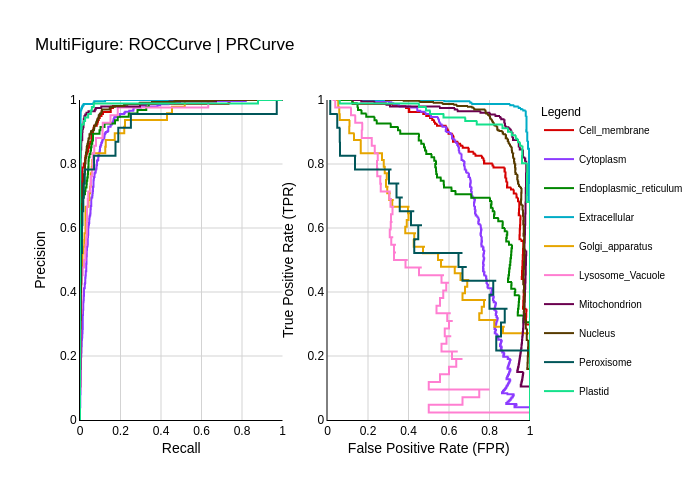 MultiFigure: ROCCurve | PRCurve
Precision
1
0.8
0.6
0.4
0.2
0
0 0.2 0.4 0.6 0.8 1
Recall
True Positive Rate (TPR)
1
0.8
0.6
0.4
0.2
0
0 0.2 0.4 0.6 0.8 1
False Positive Rate (FPR)
Legend
Cell_membrane
Cytoplasm
Endoplasmic_reticulum
Extracellular
Golgi_apparatus
Lysosome_Vacuole
Mitochondrion
Nucleus
Peroxisome
Plastid